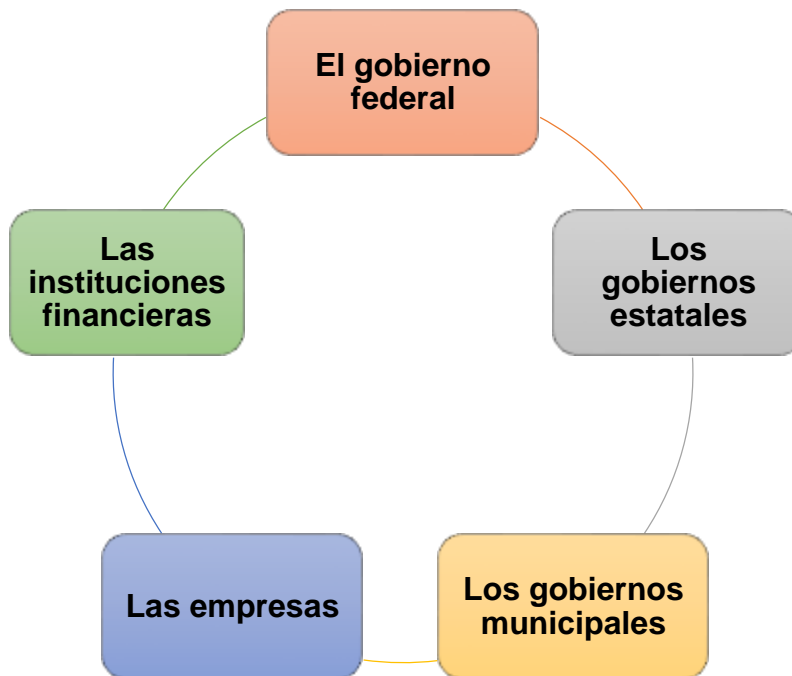 El gobierno
federal
Los
gobiernos
estatales
Los gobiernos
municipales
Las empresas
Las
instituciones
financieras